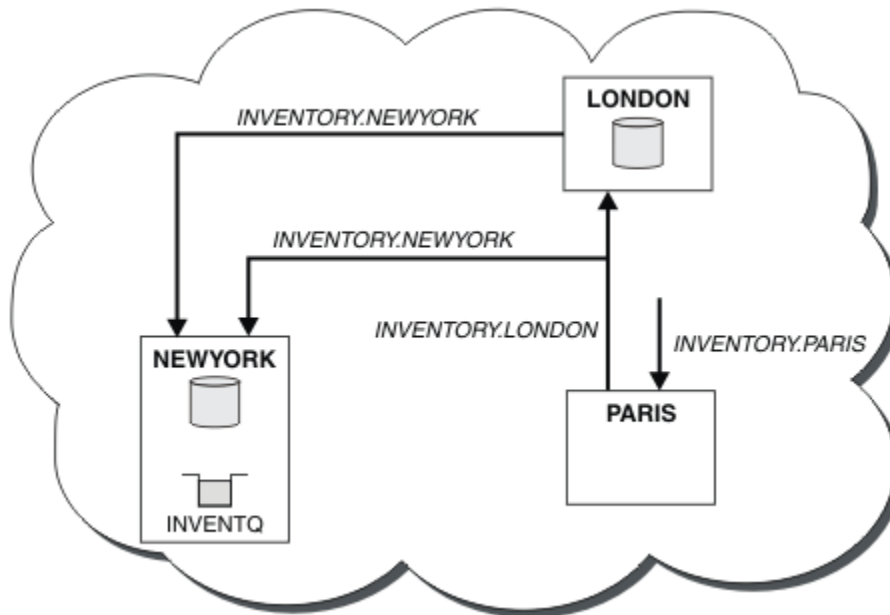 LONDON
INVENTORY.NEWYORK
INVENTORY.NEWYORK
INVENTORY.LONDON
INVENTORY.PARIS
NEWYORK
PARIS
INVENTQ